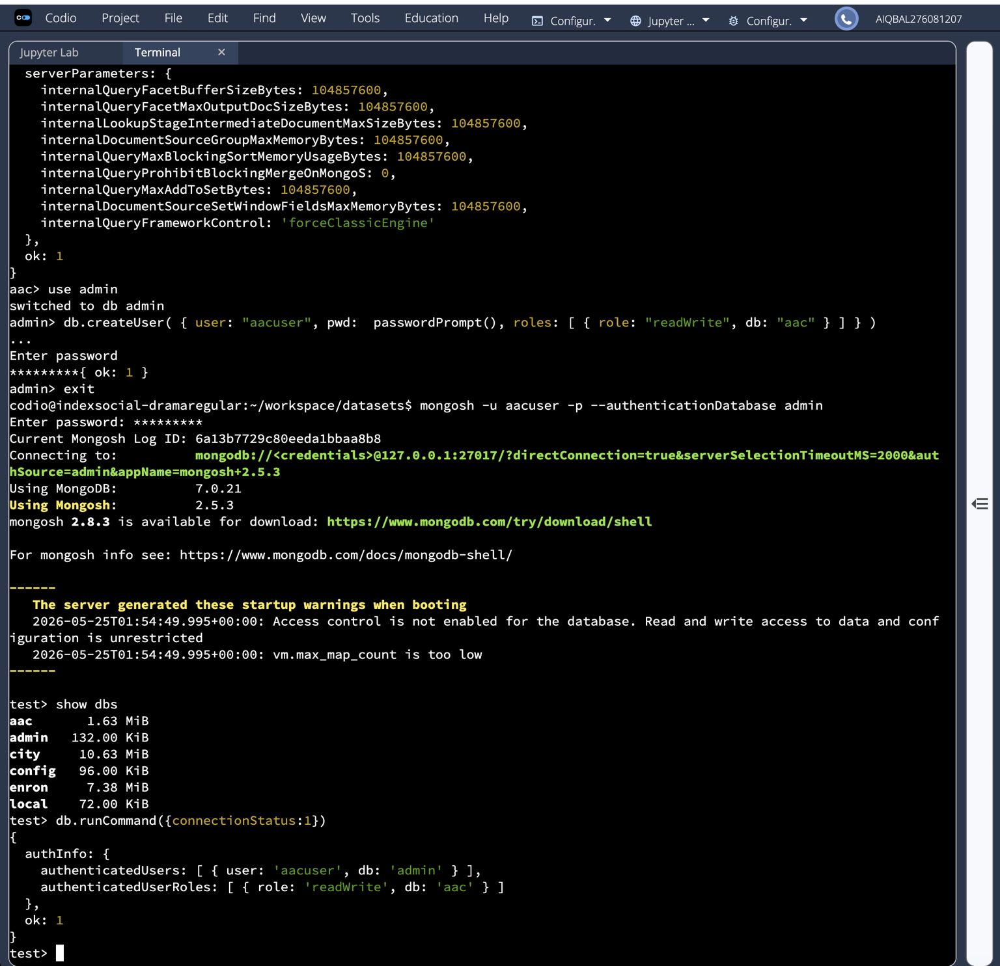 Codio Project File Edit Find View Tools Education Help Configur. Jupyter ... Configur. AIQBAL276081207
Jupyter Lab Terminal ×
serverParameters: {
internalQueryFacetBufferSizeBytes: 104857600,
internalQueryFacetMaxOutputDocSizeBytes: 104857600,
internalLookupStageIntermediateDocumentMaxSizeBytes: 104857600,
internalDocumentSourceGroupMaxMemoryBytes: 104857600,
internalQueryMaxBlockingSortMemoryUsageBytes: 104857600,
internalQueryProhibitBlockingMergeOnMongoS: 0,
internalQueryMaxAddToSetBytes: 104857600,
internalDocumentSourceSetWindowFieldsMaxMemoryBytes: 104857600,
internalQueryFrameworkControl: 'forceClassicEngine'
},
ok: 1
}
aac> use admin
switched to db admin
admin> db.createUser( { user: "aacuser", pwd:  passwordPrompt(), roles: [ { role: "readWrite", db: "aac" } ] } )
...
Enter password
*********{ ok: 1 }
admin> exit
codio@indexsocial-dramaregular:~/workspace/datasets$ mongosh -u aacuser -p --authenticationDatabase admin
Enter password: *********
Current Mongosh Log ID: 6a13b7729c80eeda1bbaa8b8
Connecting to: mongodb://<credentials>@127.0.0.1:27017/?directConnection=true&serverSelectionTimeoutMS=2000&aut
hSource=admin&appName=mongosh+2.5.3
Using MongoDB: 7.0.21
Using Mongosh: 2.5.3
mongosh 2.8.3 is available for download: https://www.mongodb.com/try/download/shell
For mongosh info see: https://www.mongodb.com/docs/mongodb-shell/
------
The server generated these startup warnings when booting
2026-05-25T01:54:49.995+00:00: Access control is not enabled for the database. Read and write access to data and conf
iguration is unrestricted
2026-05-25T01:54:49.995+00:00: vm.max_map_count is too low
------
test> show dbs
aac 1.63 MiB
admin 132.00 KiB
city 10.63 MiB
config 96.00 KiB
enron 7.38 MiB
local 72.00 KiB
test> db.runCommand({connectionStatus:1})
{
authInfo: {
authenticatedUsers: [ { user: 'aacuser', db: 'admin' } ],
authenticatedUserRoles: [ { role: 'readWrite', db: 'aac' } ]
},
ok: 1
}
test>